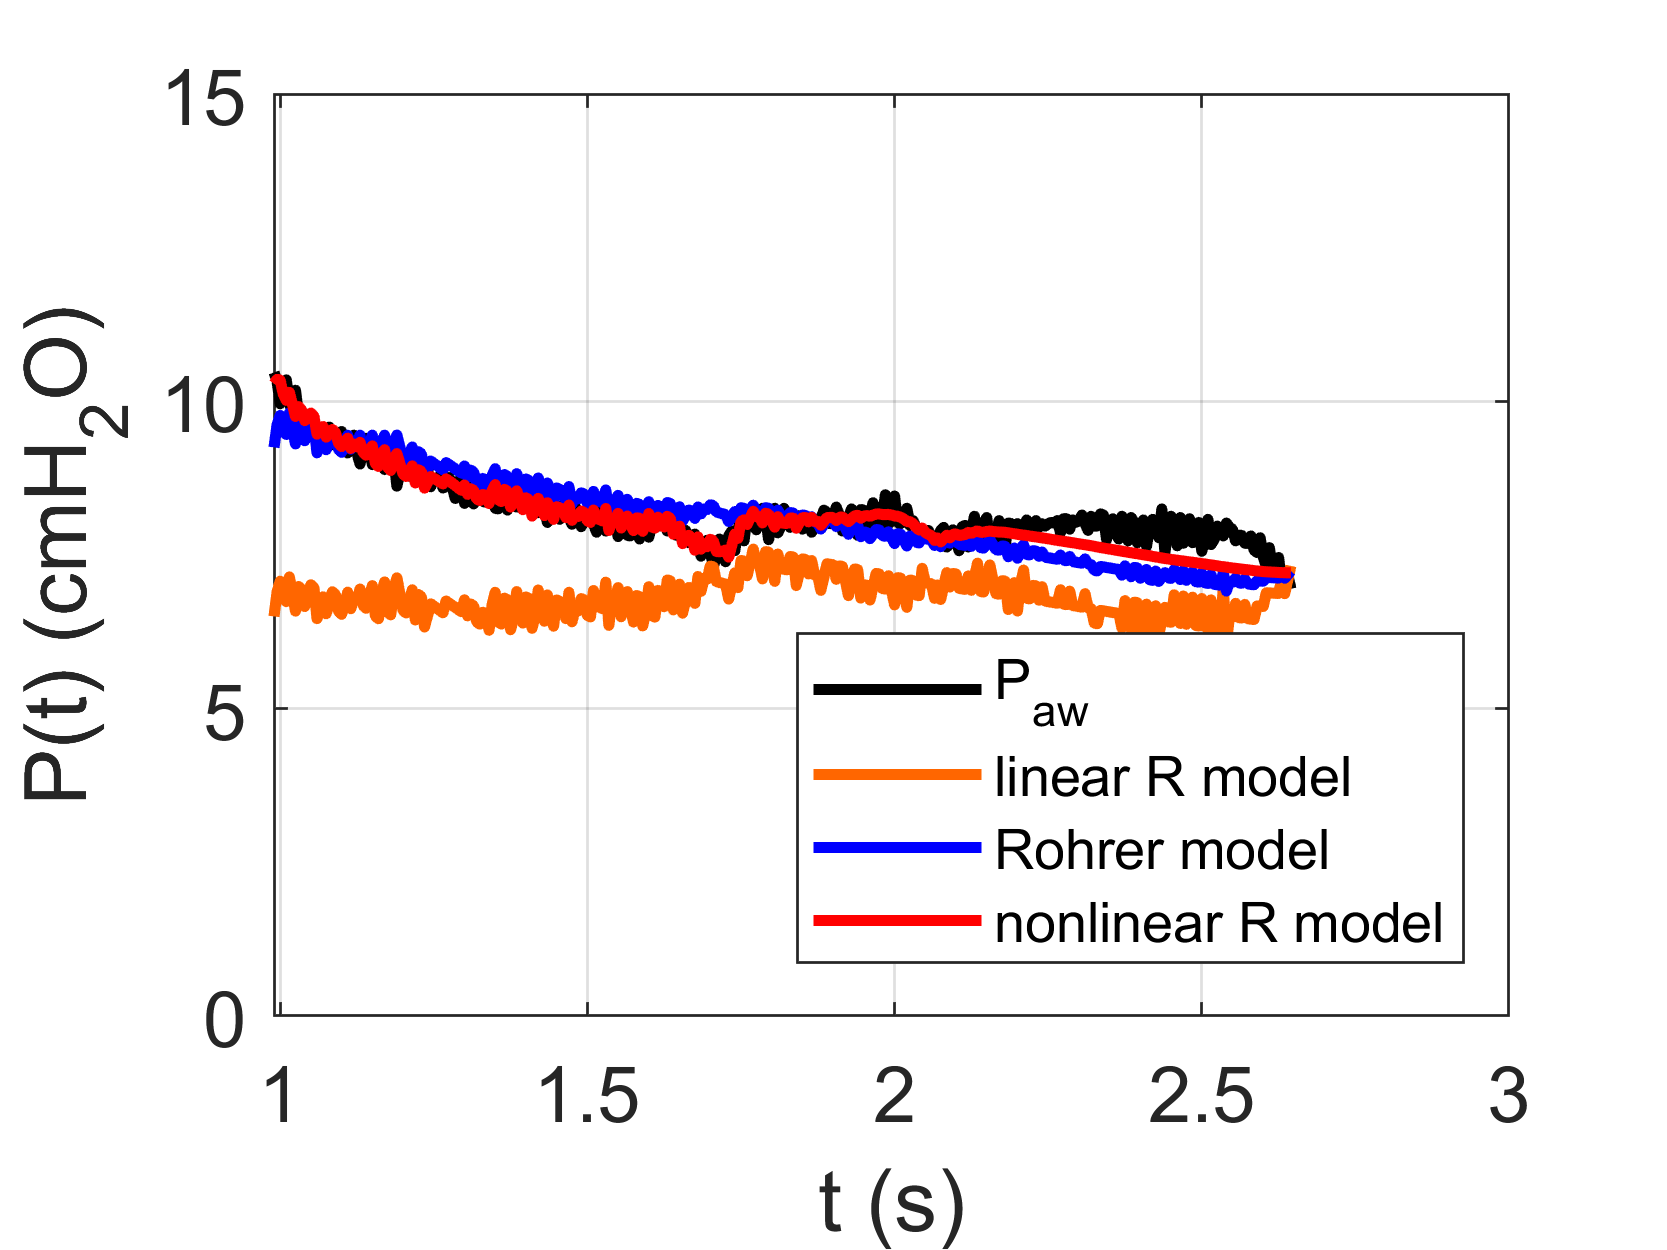 P(t) (cmH2O)
15
10
5
0
1 1.5 2 2.5 3
t (s)
Paw
linear R model
Rohrer model
nonlinear R model